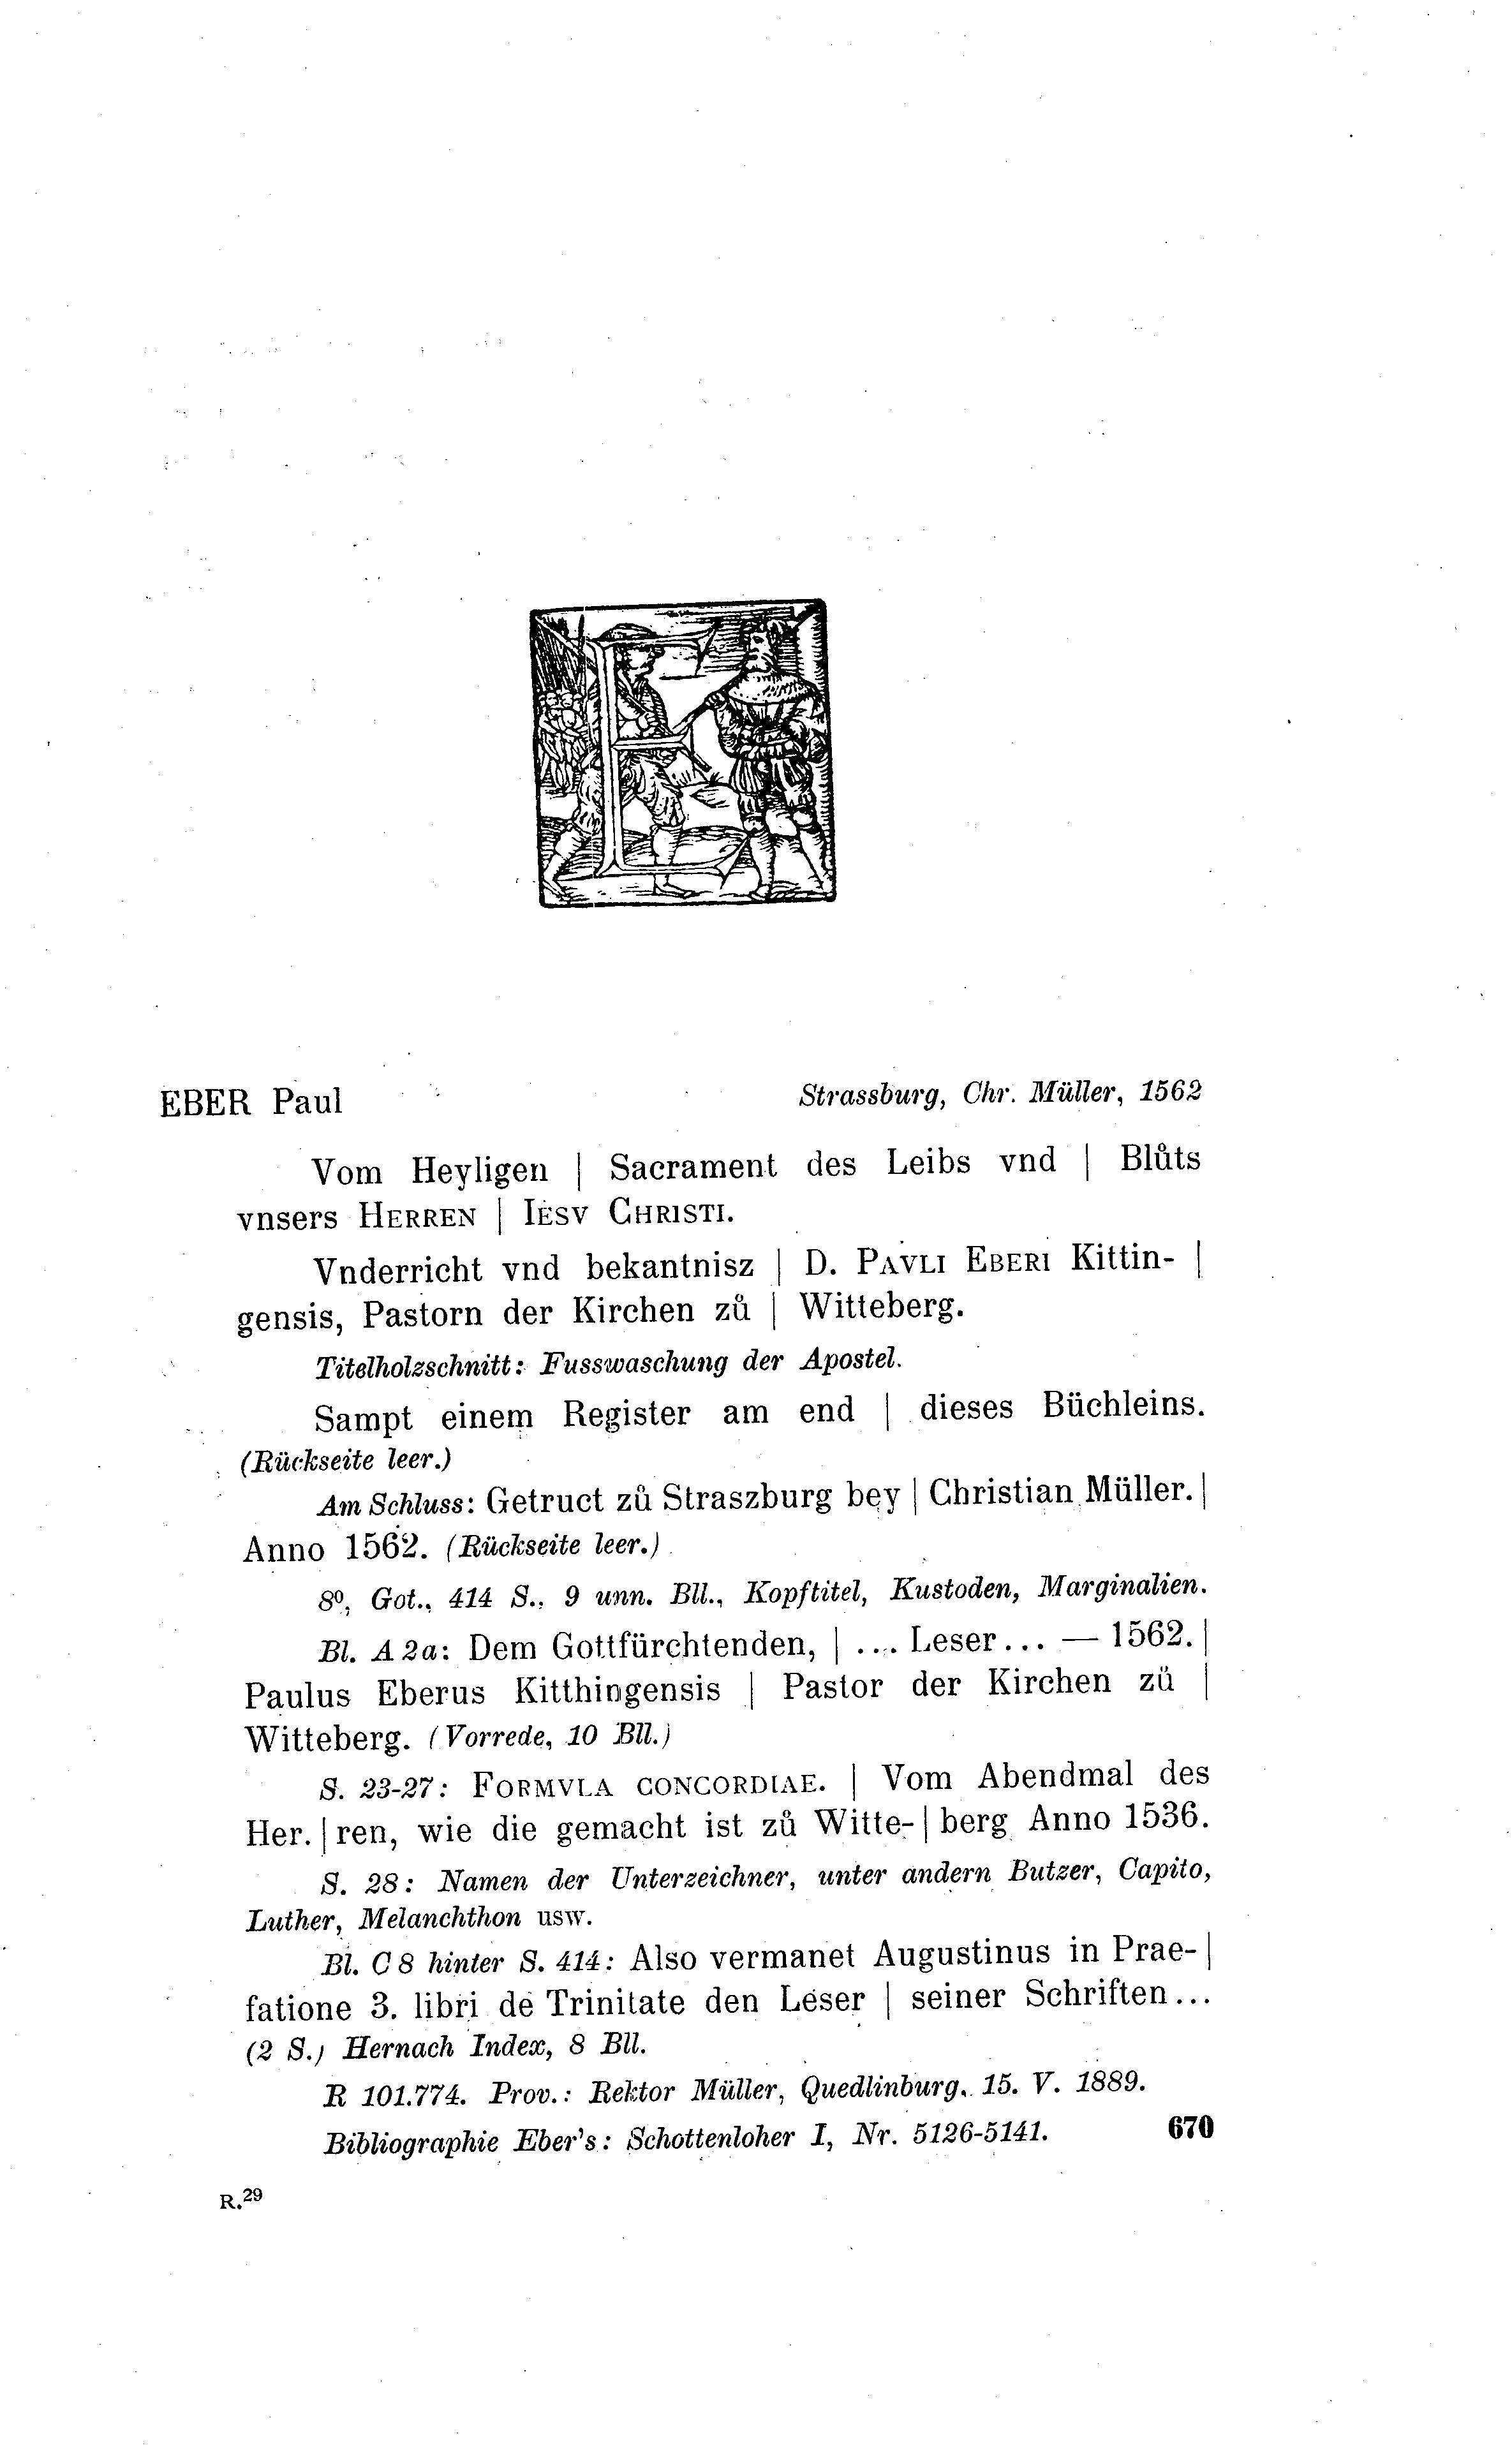 E
EBER Paul Strassburg, Chr. Müller, 1562
Vom Heyligen | Sacrament des Leibs vnd | Blůts
vnsers HERREN | IESV CHRISTI.
Vnderricht vnd bekantnisz | D. PAVLI EBERI Kittin- |
gensis, Pastorn der Kirchen zů | Witteberg.
Titelholzschnitt: Fusswaschung der Apostel.
Sampt einem Register am end | dieses Büchleins.
(Rückseite leer.)
Am Schluss: Getruct zů Straszburg bey | Christian Müller. |
Anno 1562. (Rückseite leer.)
8º, Got., 414 S., 9 unn. Bll., Kopftitel, Kustoden, Marginalien.
Bl. A 2a: Dem Gottfürchtenden, | ... Leser... — 1562. |
Paulus Eberus Kitthingensis | Pastor der Kirchen zů |
Witteberg. (Vorrede, 10 Bll.)
S. 23-27: FORMVLA CONCORDIAE. | Vom Abendmal des
Her. | ren, wie die gemacht ist zů Witte- | berg Anno 1536.
S. 28: Namen der Unterzeichner, unter andern Butzer, Capito,
Luther, Melanchthon usw.
Bl. C 8 hinter S. 414: Also vermanet Augustinus in Prae- |
fatione 3. libri de Trinitate den Leser | seiner Schriften...
(2 S.) Hernach Index, 8 Bll.
R 101.774. Prov.: Rektor Müller, Quedlinburg, 15. V. 1889.
Bibliographie Eber's: Schottenloher I, Nr. 5126-5141. 670
R.29